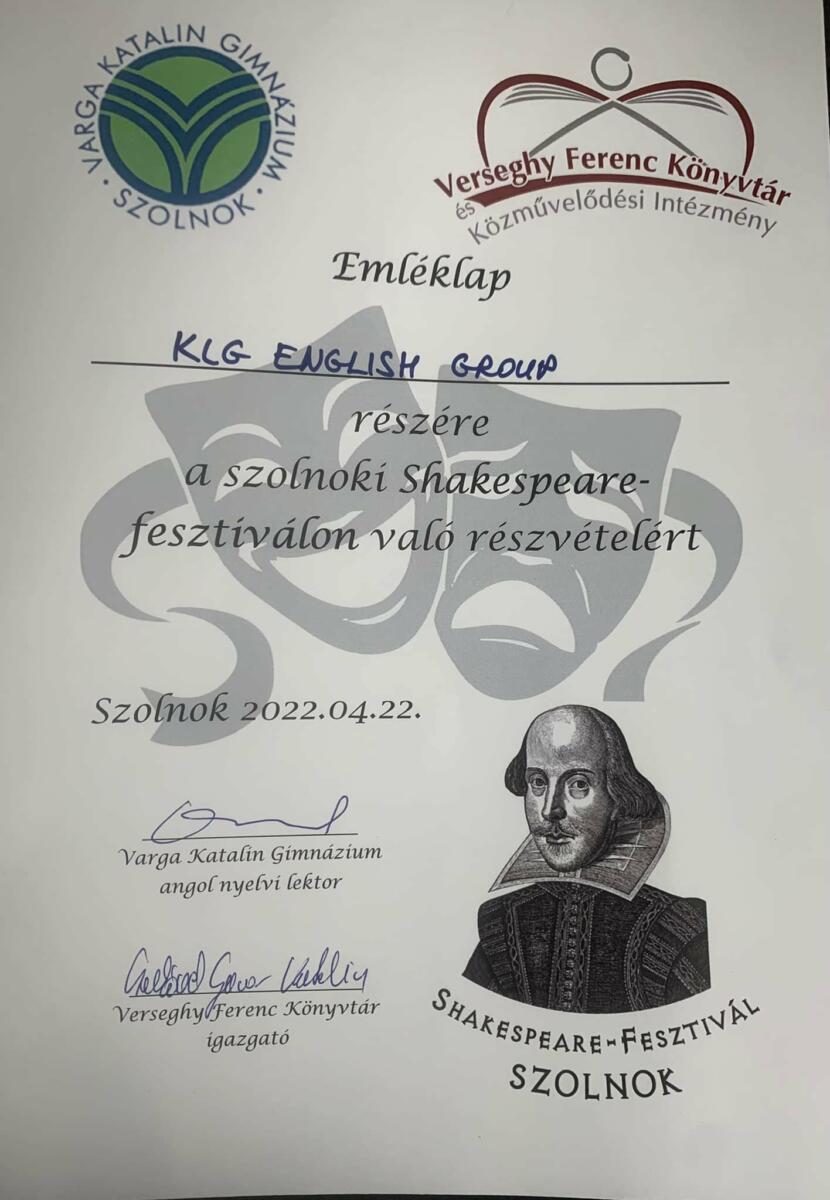 VARGA KATALIN GIMNÁZIUM
• SZOLNOK •
Verseghy Ferenc Könyvtár
és
Közművelődési Intézmény
Emléklap
KLG ENGLISH GROUP
részére
a szolnoki Shakespeare-
fesztiválon való részvételért
Szolnok 2022.04.22.
Varga Katalin Gimnázium
angol nyelvi lektor
Katalin
Verseghy Ferenc Könyvtár
igazgató
SHAKESPEARE-FESZTIVÁL
SZOLNOK